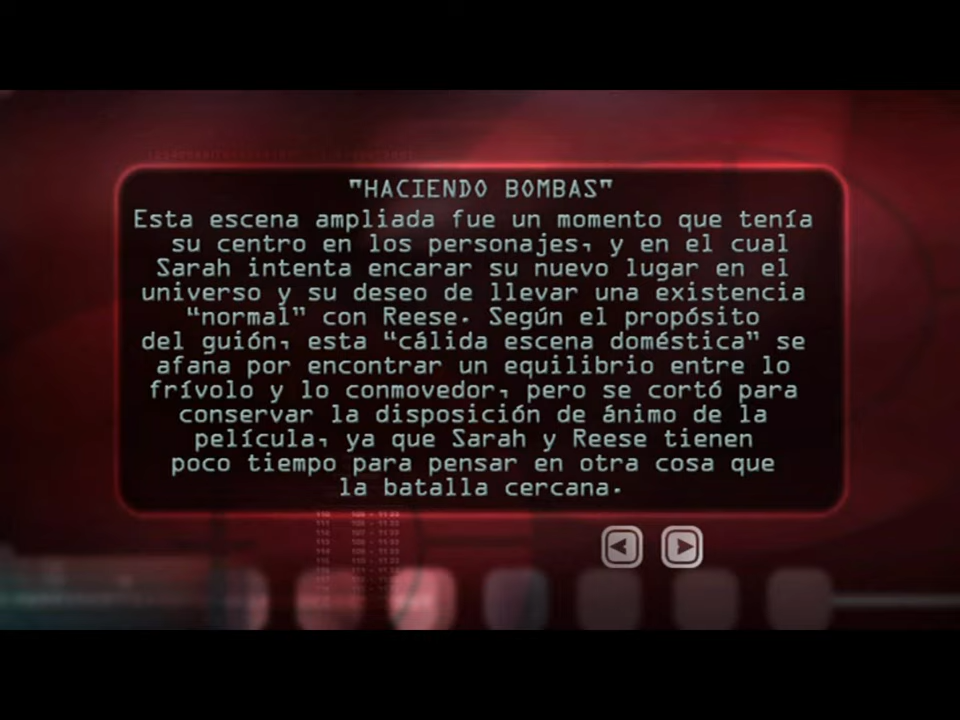 "HACIENDO BOMBAS"
Esta escena ampliada fue un momento que tenía
su centro en los personajes, y en el cual
Sarah intenta encarar su nuevo lugar en el
universo y su deseo de llevar una existencia
“normal” con Reese. Según el propósito
del guión, esta “cálida escena doméstica” se
afana por encontrar un equilibrio entre lo
frívolo y lo conmovedor, pero se cortó para
conservar la disposición de ánimo de la
película, ya que Sarah y Reese tienen
poco tiempo para pensar en otra cosa que
la batalla cercana.